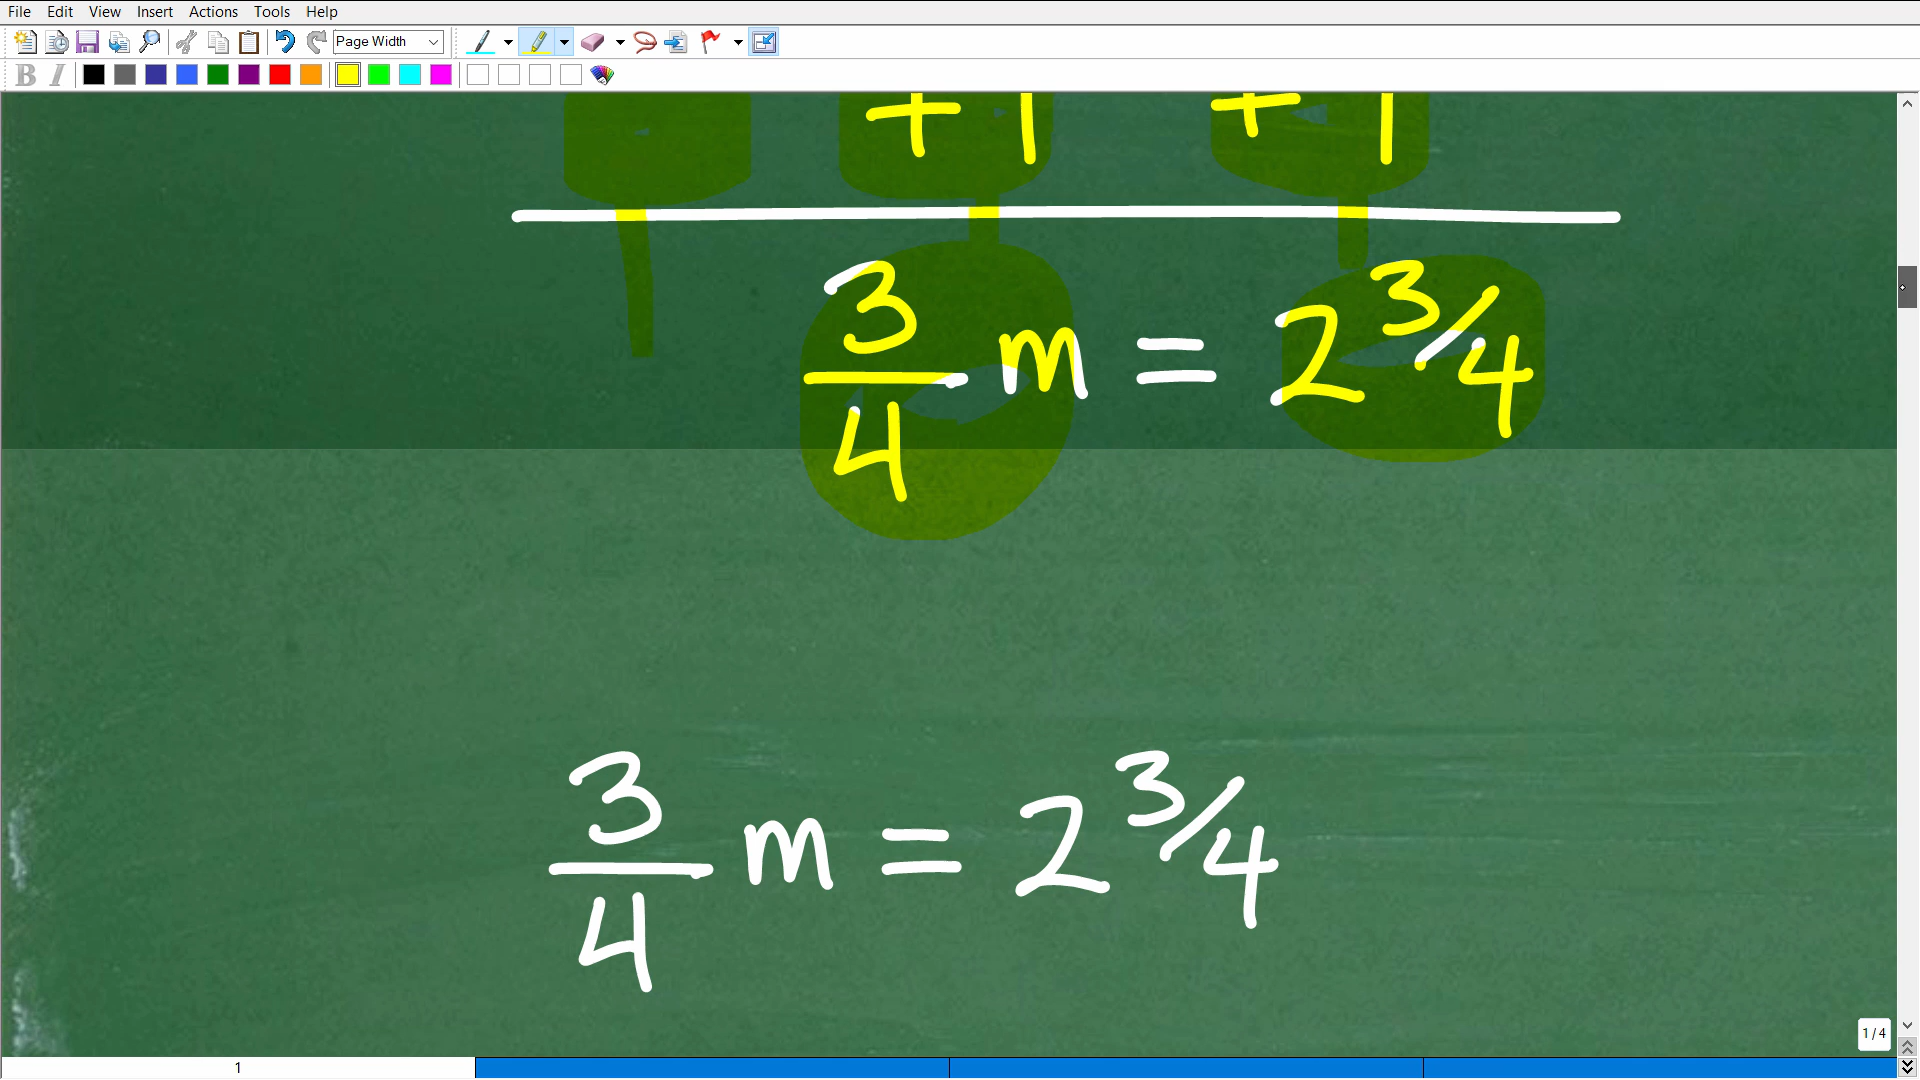 File Edit View Insert Actions Tools Help
Page Width
B I
+1 +1
3/4 m = 2 3/4
3/4 m = 2 3/4
1 / 4
1